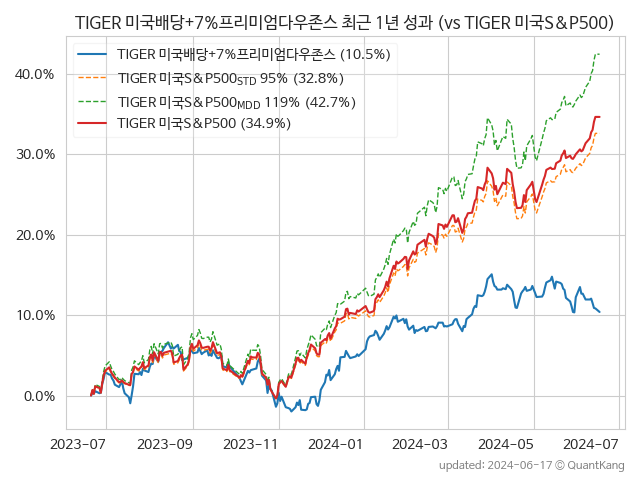 TIGER 미국배당+7%프리미엄다우존스 최근 1년 성과 (vs TIGER 미국S&P500)
TIGER 미국배당+7%프리미엄다우존스 (10.5%)
TIGER 미국S&P500STD 95% (32.8%)
TIGER 미국S&P500MDD 119% (42.7%)
TIGER 미국S&P500 (34.9%)
40.0%
30.0%
20.0%
10.0%
0.0%
2023-07
2023-09
2023-11
2024-01
2024-03
2024-05
2024-07
updated: 2024-06-17 © QuantKang